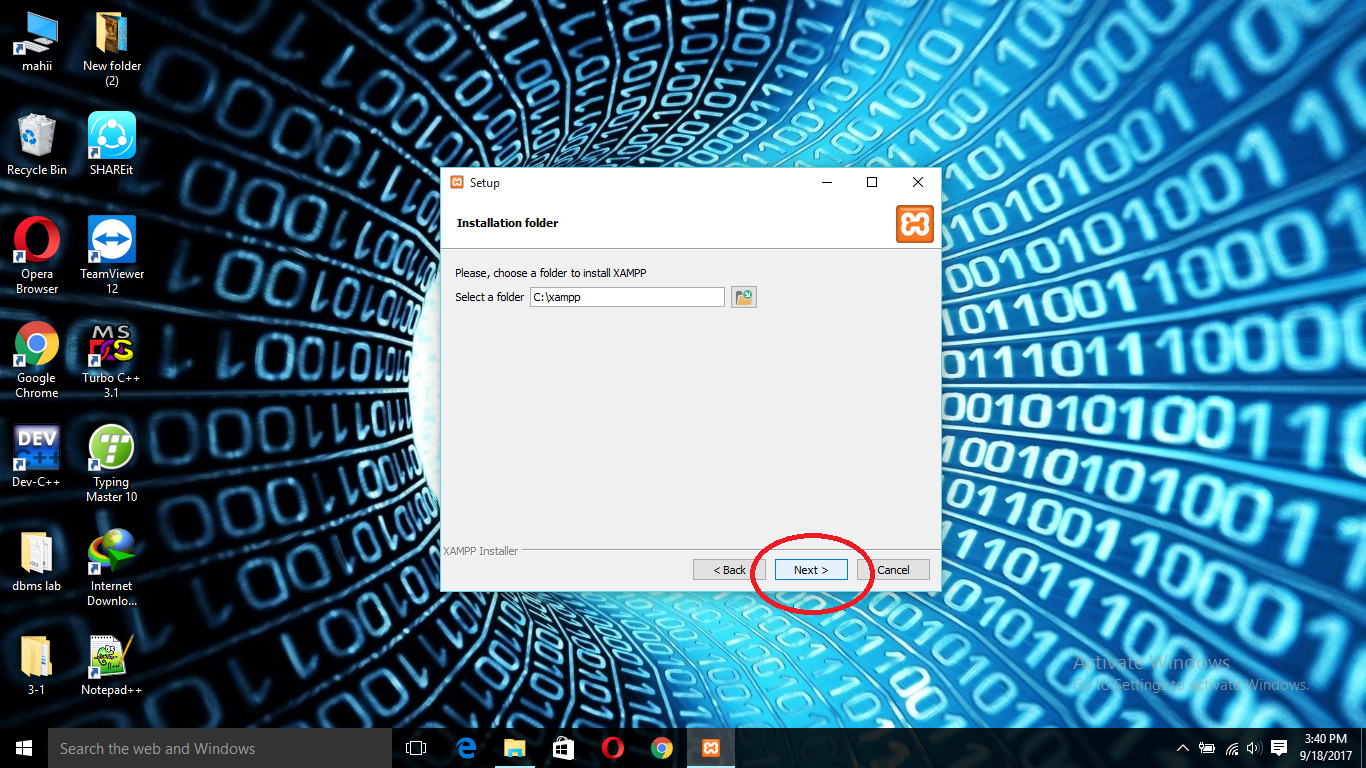 mahii
New folder
(2)
Recycle Bin
SHAREit
Opera
Browser
TeamViewer
12
Google
Chrome
MS
DOS
Turbo C++
3.1
DEV
Dev-C++
Typing
Master 10
dbms lab
Internet
Downlo...
3-1
Notepad++
Setup
Installation folder
Please, choose a folder to install XAMPP
Select a folder
C:\xampp
XAMPP Installer
< Back
Next >
Cancel
Activate Windows
Go to Settings to activate Windows.
Search the web and Windows
3:40 PM
9/18/2017